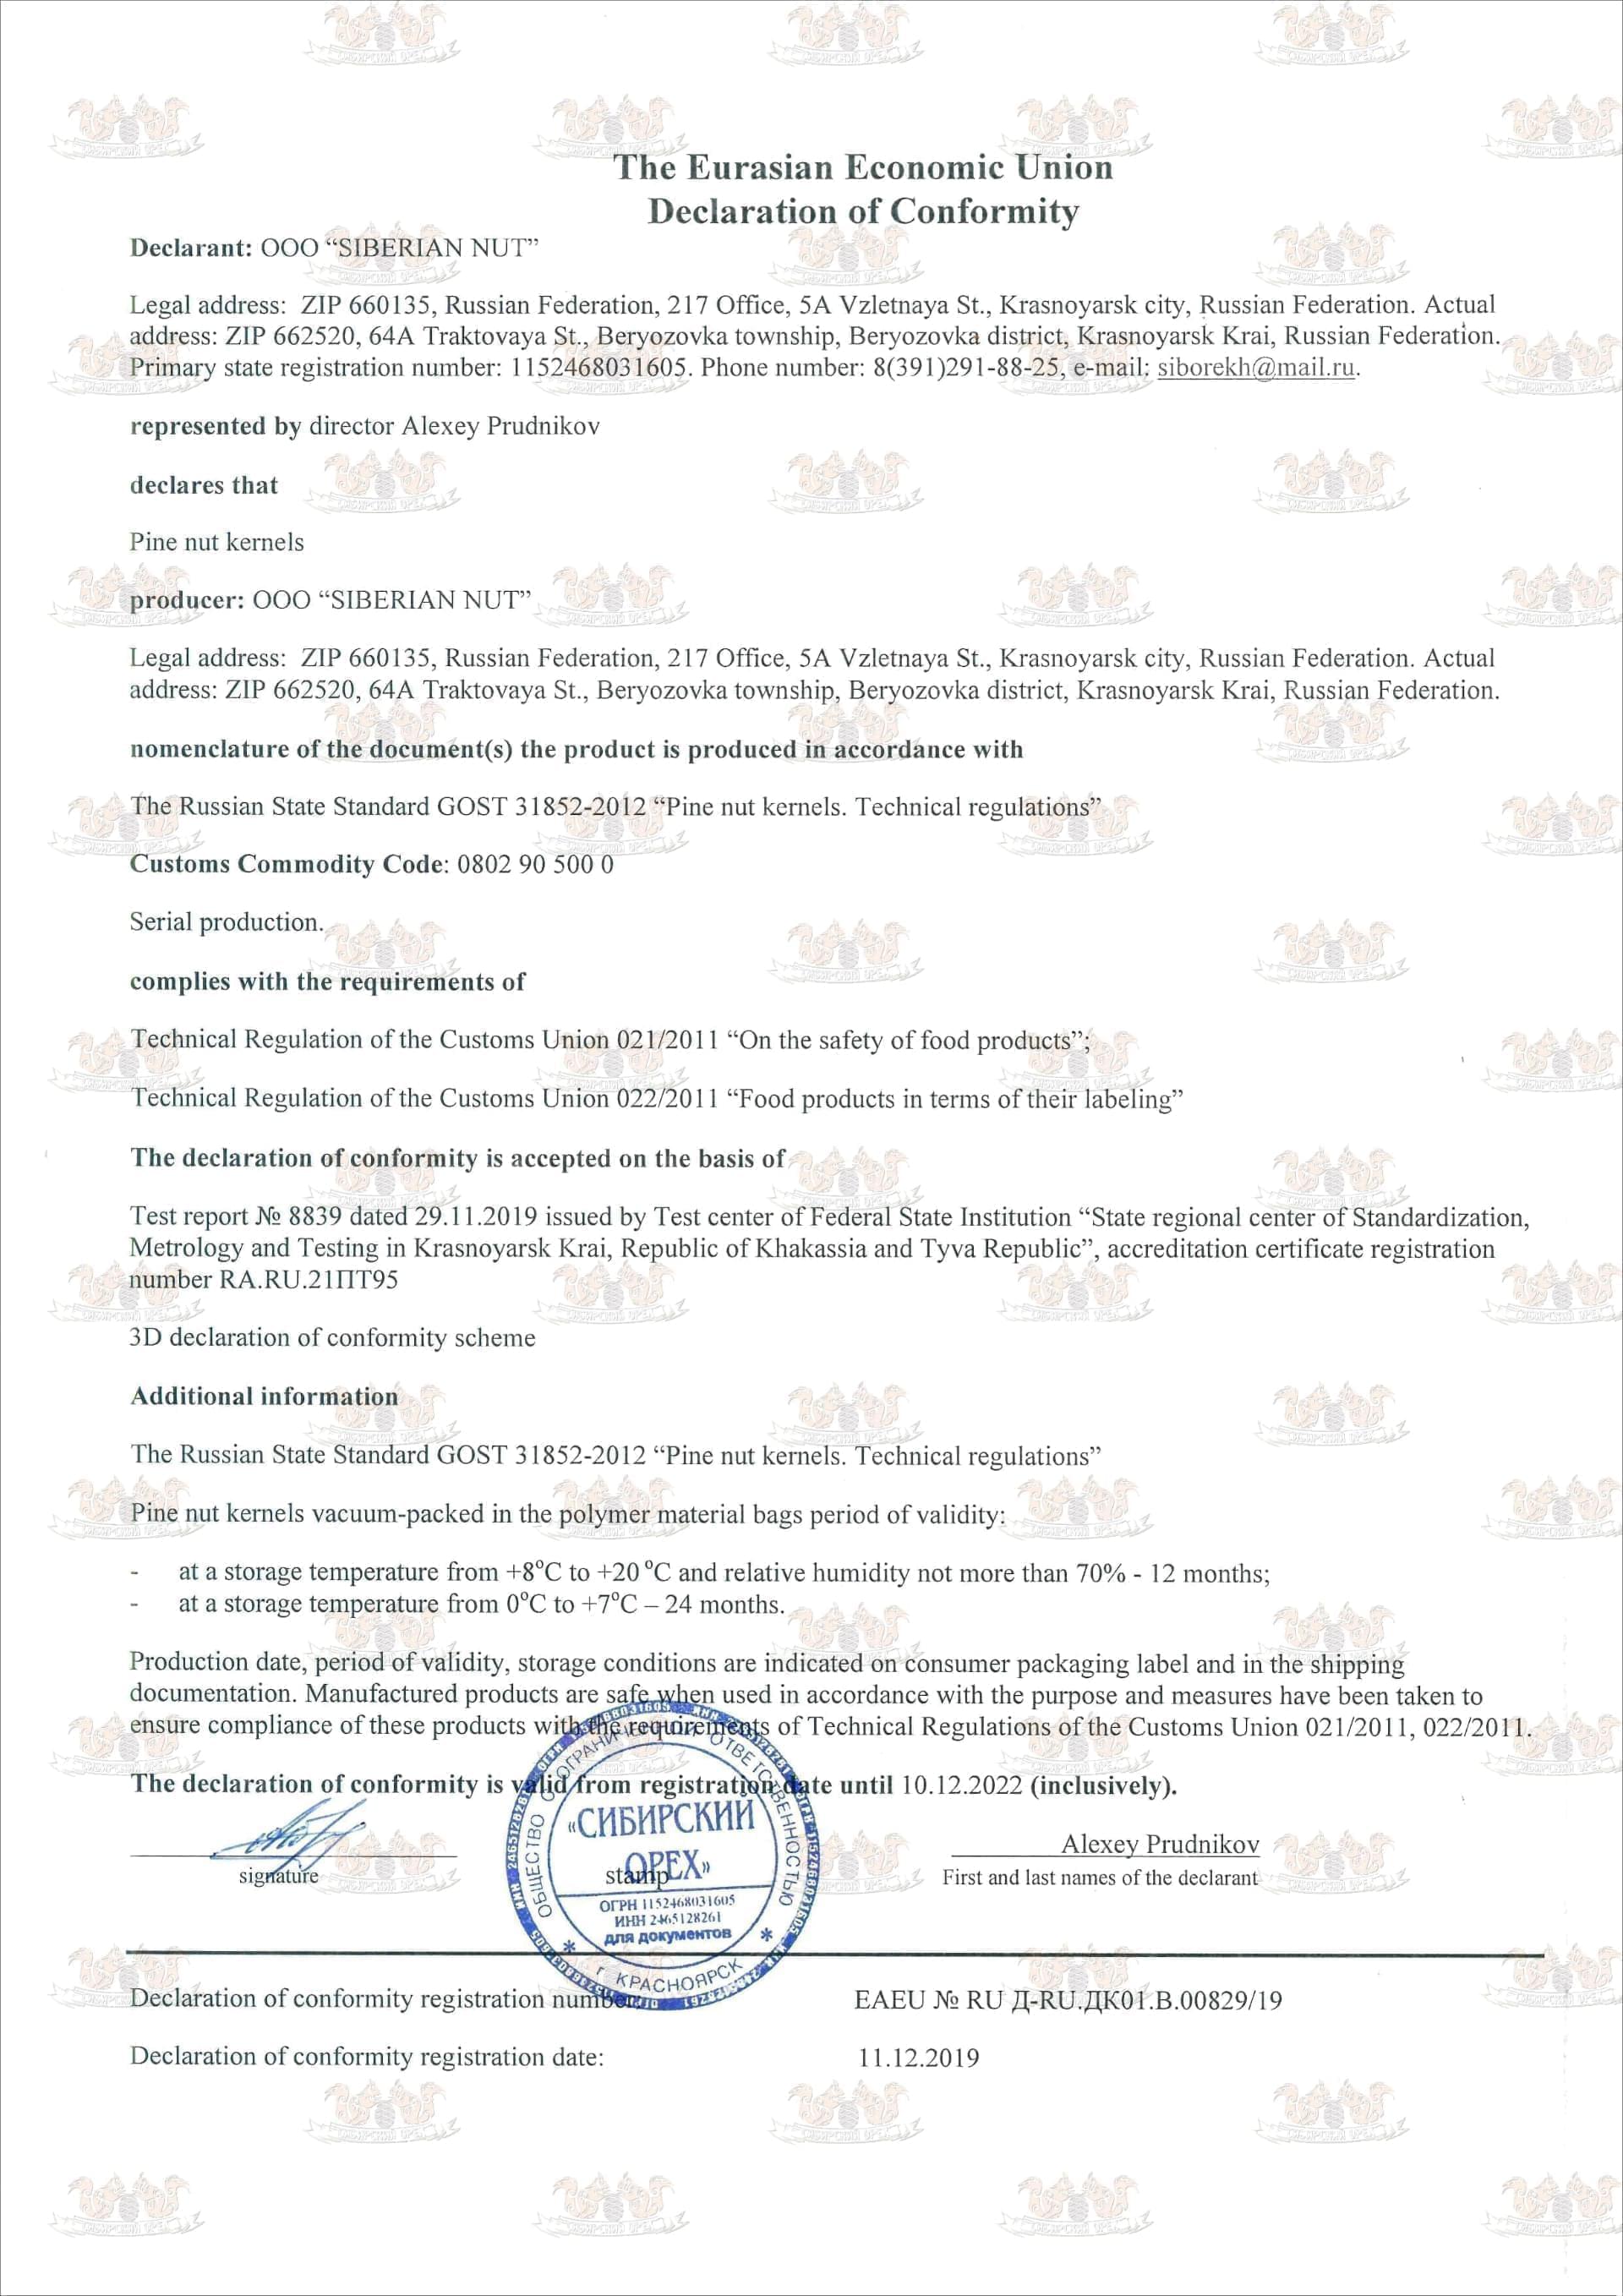 The Eurasian Economic Union
Declaration of Conformity
Declarant: ООО “SIBERIAN NUT”
Legal address:  ZIP 660135, Russian Federation, 217 Office, 5A Vzletnaya St., Krasnoyarsk city, Russian Federation. Actual
address: ZIP 662520, 64A Traktovaya St., Beryozovka township, Beryozovka district, Krasnoyarsk Krai, Russian Federation.
Primary state registration number: 1152468031605. Phone number: 8(391)291-88-25, e-mail: siborekh@mail.ru.
represented by director Alexey Prudnikov
declares that
Pine nut kernels
producer: ООО “SIBERIAN NUT”
Legal address:  ZIP 660135, Russian Federation, 217 Office, 5A Vzletnaya St., Krasnoyarsk city, Russian Federation. Actual
address: ZIP 662520, 64A Traktovaya St., Beryozovka township, Beryozovka district, Krasnoyarsk Krai, Russian Federation.
nomenclature of the document(s) the product is produced in accordance with
The Russian State Standard GOST 31852-2012 “Pine nut kernels. Technical regulations”
Customs Commodity Code: 0802 90 500 0
Serial production.
complies with the requirements of
Technical Regulation of the Customs Union 021/2011 “On the safety of food products”;
Technical Regulation of the Customs Union 022/2011 “Food products in terms of their labeling”
The declaration of conformity is accepted on the basis of
Test report № 8839 dated 29.11.2019 issued by Test center of Federal State Institution “State regional center of Standardization,
Metrology and Testing in Krasnoyarsk Krai, Republic of Khakassia and Tyva Republic”, accreditation certificate registration
number RA.RU.21ПТ95
3D declaration of conformity scheme
Additional information
The Russian State Standard GOST 31852-2012 “Pine nut kernels. Technical regulations”
Pine nut kernels vacuum-packed in the polymer material bags period of validity:
- at a storage temperature from +8°C to +20 °C and relative humidity not more than 70% - 12 months;
- at a storage temperature from 0°C to +7°C – 24 months.
Production date, period of validity, storage conditions are indicated on consumer packaging label and in the shipping
documentation. Manufactured products are safe when used in accordance with the purpose and measures have been taken to
ensure compliance of these products with the requirements of Technical Regulations of the Customs Union 021/2011, 022/2011.
The declaration of conformity is valid from registration date until 10.12.2022 (inclusively).
signature
ОБЩЕСТВО С ОГРАНИЧЕННОЙ ОТВЕТСТВЕННОСТЬЮ
«СИБИРСКИЙ
ОРЕХ»
stamp
ОГРН 1152468031605
ИНН 2465128261
для документов
г КРАСНОЯРСК
Alexey Prudnikov
First and last names of the declarant
Declaration of conformity registration number:
EAEU № RU Д-RU.ДК01.В.00829/19
Declaration of conformity registration date:
11.12.2019